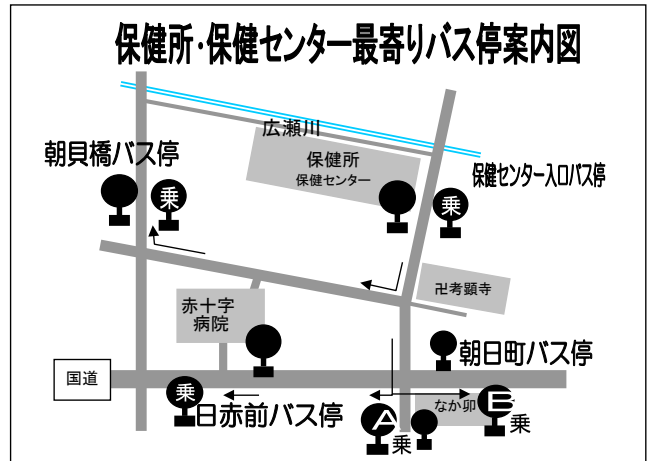 保健所・保健センター最寄りバス停案内図
広瀬川
朝貝橋バス停
保健所
保健センター
保健センター入口バス停
乗
乗
卍考顕寺
赤十字
病院
朝日町バス停
国道
乗
日赤前バス停
なか卯
A
乗
B
乗